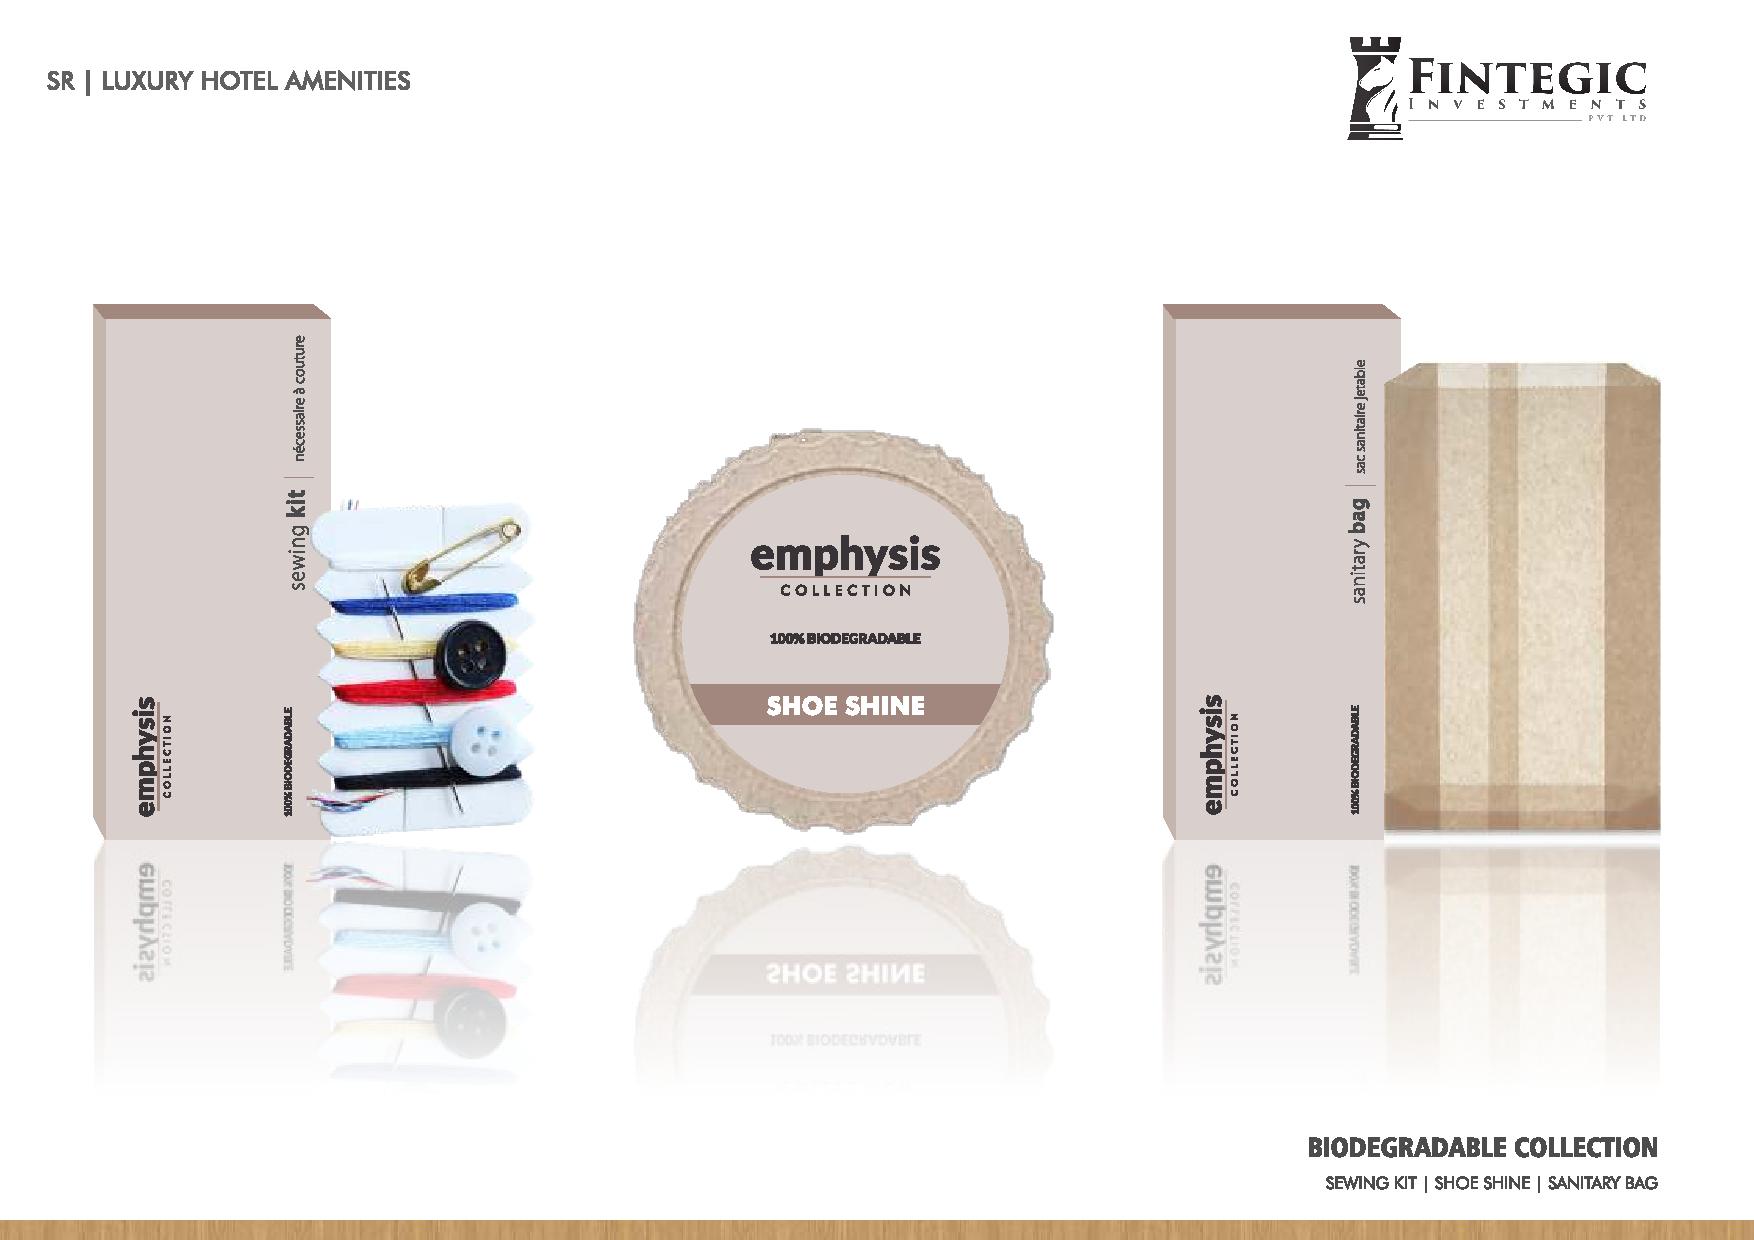 SR | LUXURY HOTEL AMENITIES
FINTEGIC
INVESTMENTS
PVT LTD
sewing kit | nécessaire à couture
emphysis
COLLECTION
100% BIODEGRADABLE
emphysis
COLLECTION
100% BIODEGRADABLE
SHOE SHINE
sanitary bag | sac sanitaire jetable
emphysis
COLLECTION
100% BIODEGRADABLE
BIODEGRADABLE COLLECTION
SEWING KIT | SHOE SHINE | SANITARY BAG